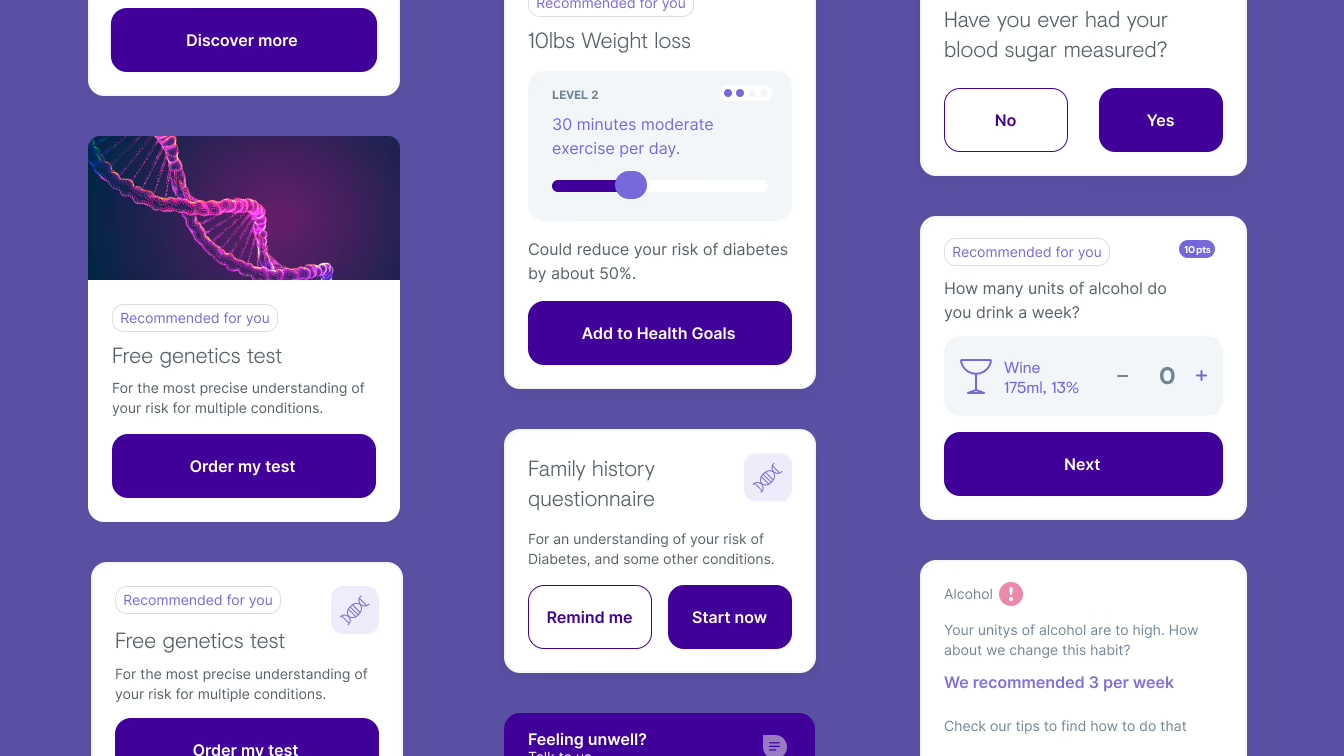 Discover more
Recommended for you
Free genetics test
For the most precise understanding of
your risk for multiple conditions.
Order my test
Recommended for you
Free genetics test
For the most precise understanding of
your risk for multiple conditions.
Order my test
Recommended for you
10lbs Weight loss
LEVEL 2
30 minutes moderate
exercise per day.
Could reduce your risk of diabetes
by about 50%.
Add to Health Goals
Family history
questionnaire
For an understanding of your risk of
Diabetes, and some other conditions.
Remind me
Start now
Feeling unwell?
Talk to us
Have you ever had your
blood sugar measured?
No
Yes
Recommended for you
10pts
How many units of alcohol do
you drink a week?
Wine
175ml, 13%
− 0 +
Next
Alcohol !
Your unitys of alcohol are to high. How
about we change this habit?
We recommended 3 per week
Check our tips to find how to do that